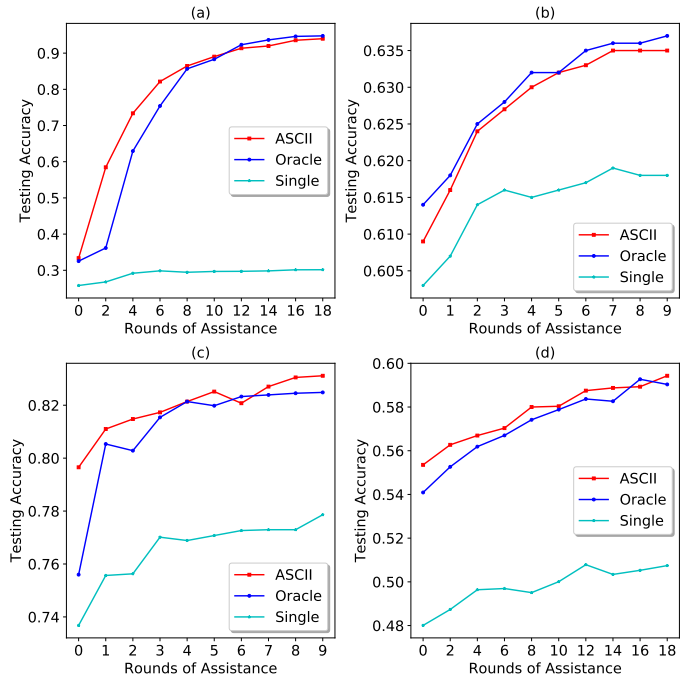 (a)
Testing Accuracy
0.9
0.8
0.7
0.6
0.5
0.4
0.3
ASCII
Oracle
Single
0 2 4 6 8 10 12 14 16 18
Rounds of Assistance
(b)
Testing Accuracy
0.635
0.630
0.625
0.620
0.615
0.610
0.605
ASCII
Oracle
Single
0 1 2 3 4 5 6 7 8 9
Rounds of Assistance
(c)
Testing Accuracy
0.82
0.80
0.78
0.76
0.74
ASCII
Oracle
Single
0 1 2 3 4 5 6 7 8 9
Rounds of Assistance
(d)
Testing Accuracy
0.60
0.58
0.56
0.54
0.52
0.50
0.48
ASCII
Oracle
Single
0 2 4 6 8 10 12 14 16 18
Rounds of Assistance